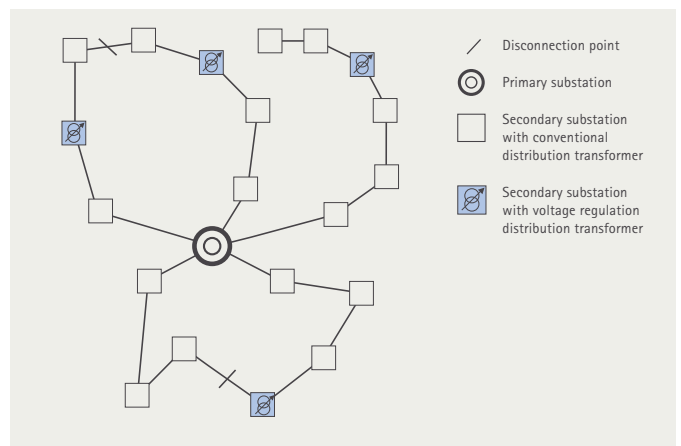 Disconnection point
Primary substation
Secondary substation
with conventional
distribution transformer
Secondary substation
with voltage regulation
distribution transformer